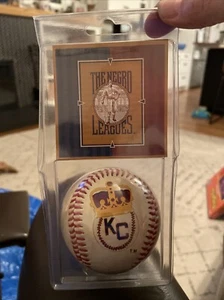 THE NEGRO
LEAGUES
KC